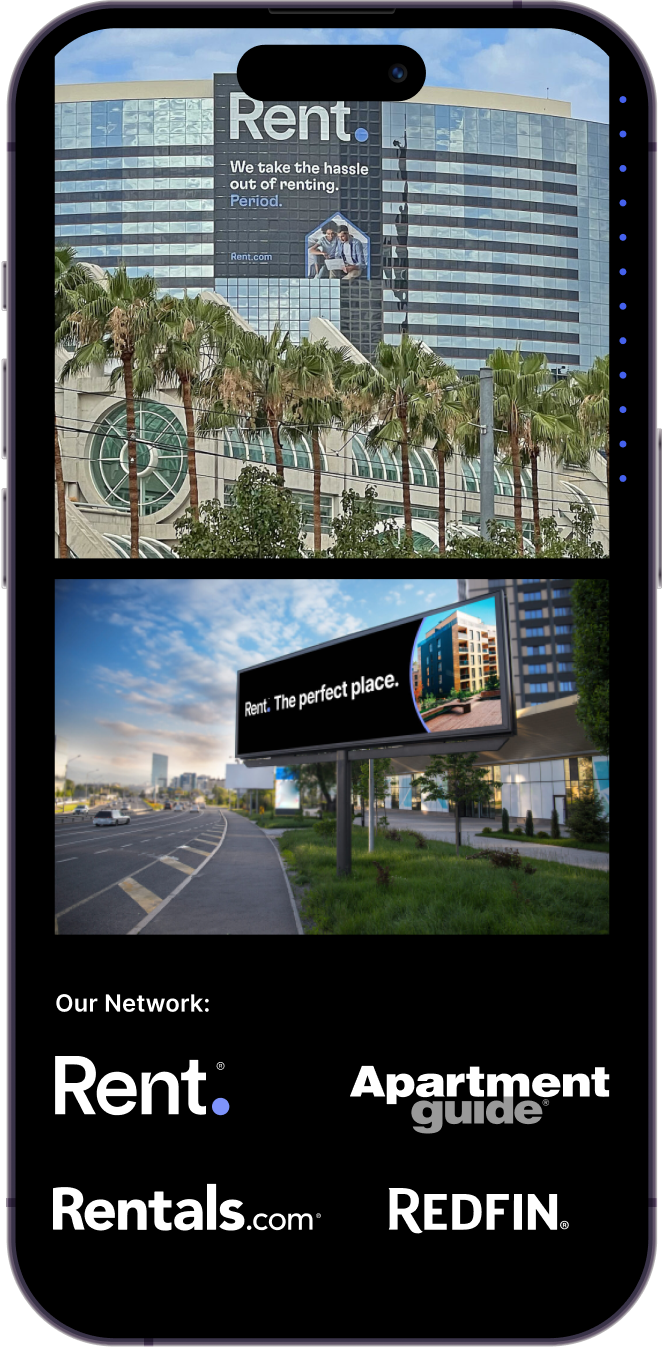 Rent.
We take the hassle
out of renting.
Period.
Rent.com
Rent. The perfect place.
Our Network:
Rent.®
Apartment
guide®
Rentals.com®
REDFIN®